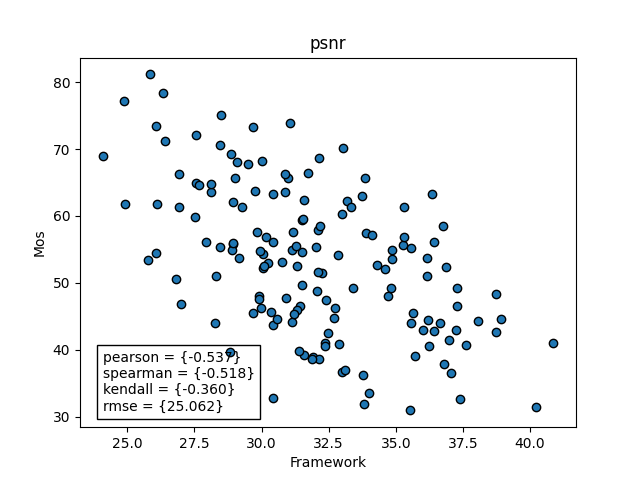 psnr
80
70
60
50
40
30
Mos
pearson = {-0.537}
spearman = {-0.518}
kendall = {-0.360}
rmse = {25.062}
25.0 27.5 30.0 32.5 35.0 37.5 40.0
Framework